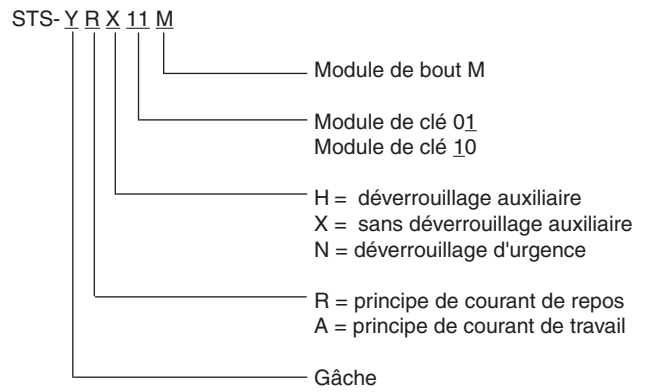 STS- Y R X 11 M
Module de bout M
Module de clé 01
Module de clé 10
H = déverrouillage auxiliaire
X = sans déverrouillage auxiliaire
N = déverrouillage d'urgence
R = principe de courant de repos
A = principe de courant de travail
Gâche